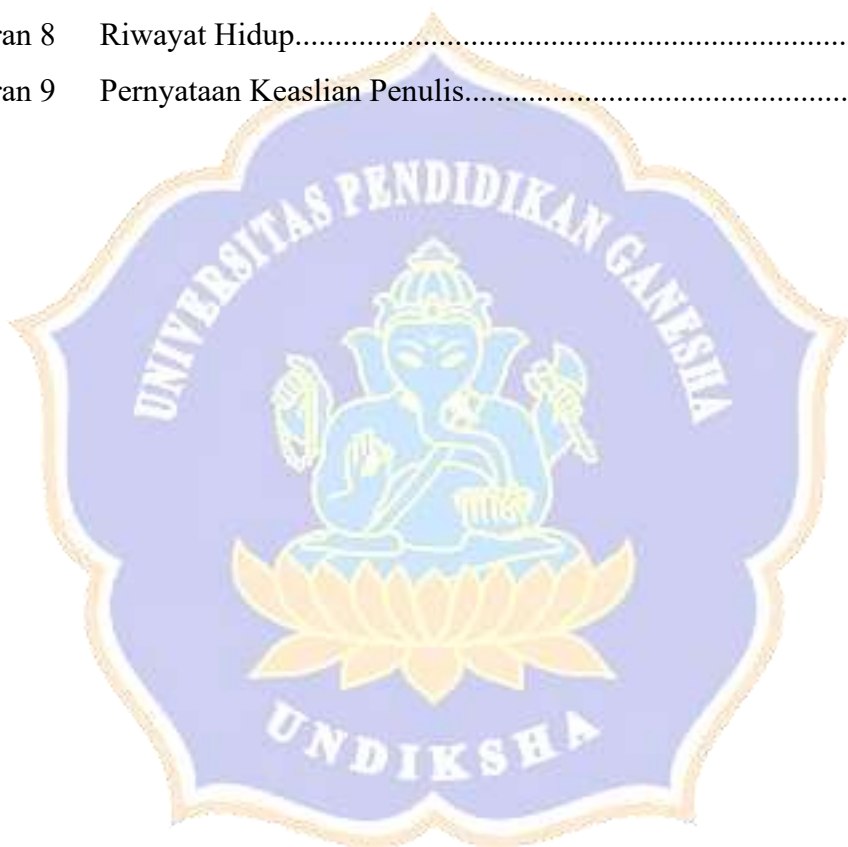 ran 8 Riwayat Hidup......................................................................
ran 9 Pernyataan Keaslian Penulis................................................
UNIVERSITAS PENDIDIKAN GANESHA
UNDIKSHA